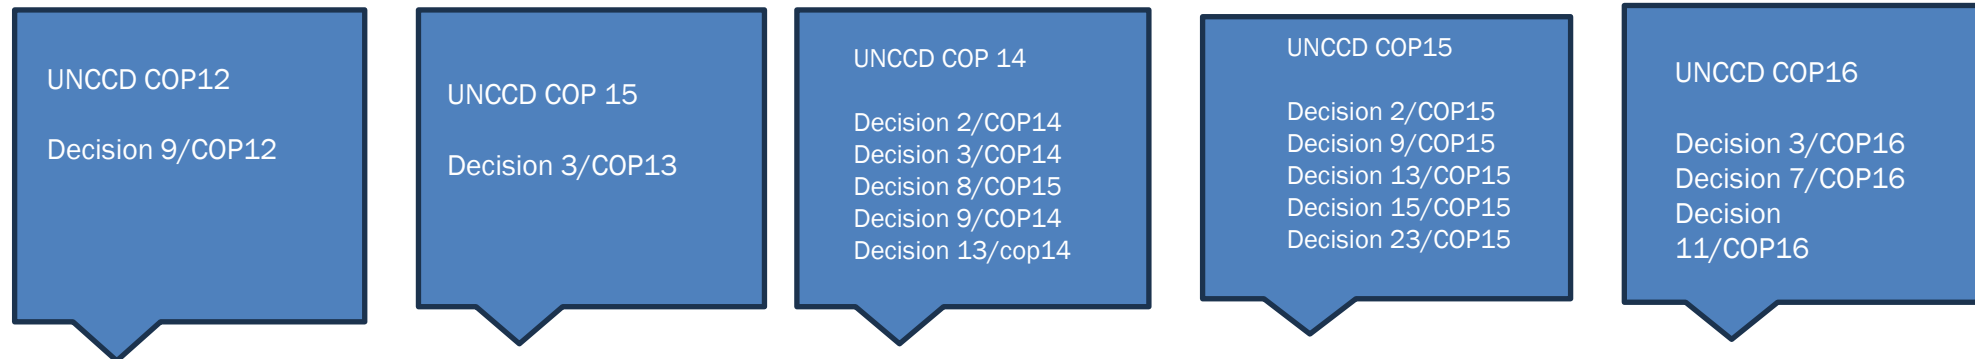 UNCCD COP12
Decision 9/COP12
UNCCD COP 15
Decision 3/COP13
UNCCD COP 14
Decision 2/COP14
Decision 3/COP14
Decision 8/COP15
Decision 9/COP14
Decision 13/cop14
UNCCD COP15
Decision 2/COP15
Decision 9/COP15
Decision 13/COP15
Decision 15/COP15
Decision 23/COP15
UNCCD COP16
Decision 3/COP16
Decision 7/COP16
Decision
11/COP16